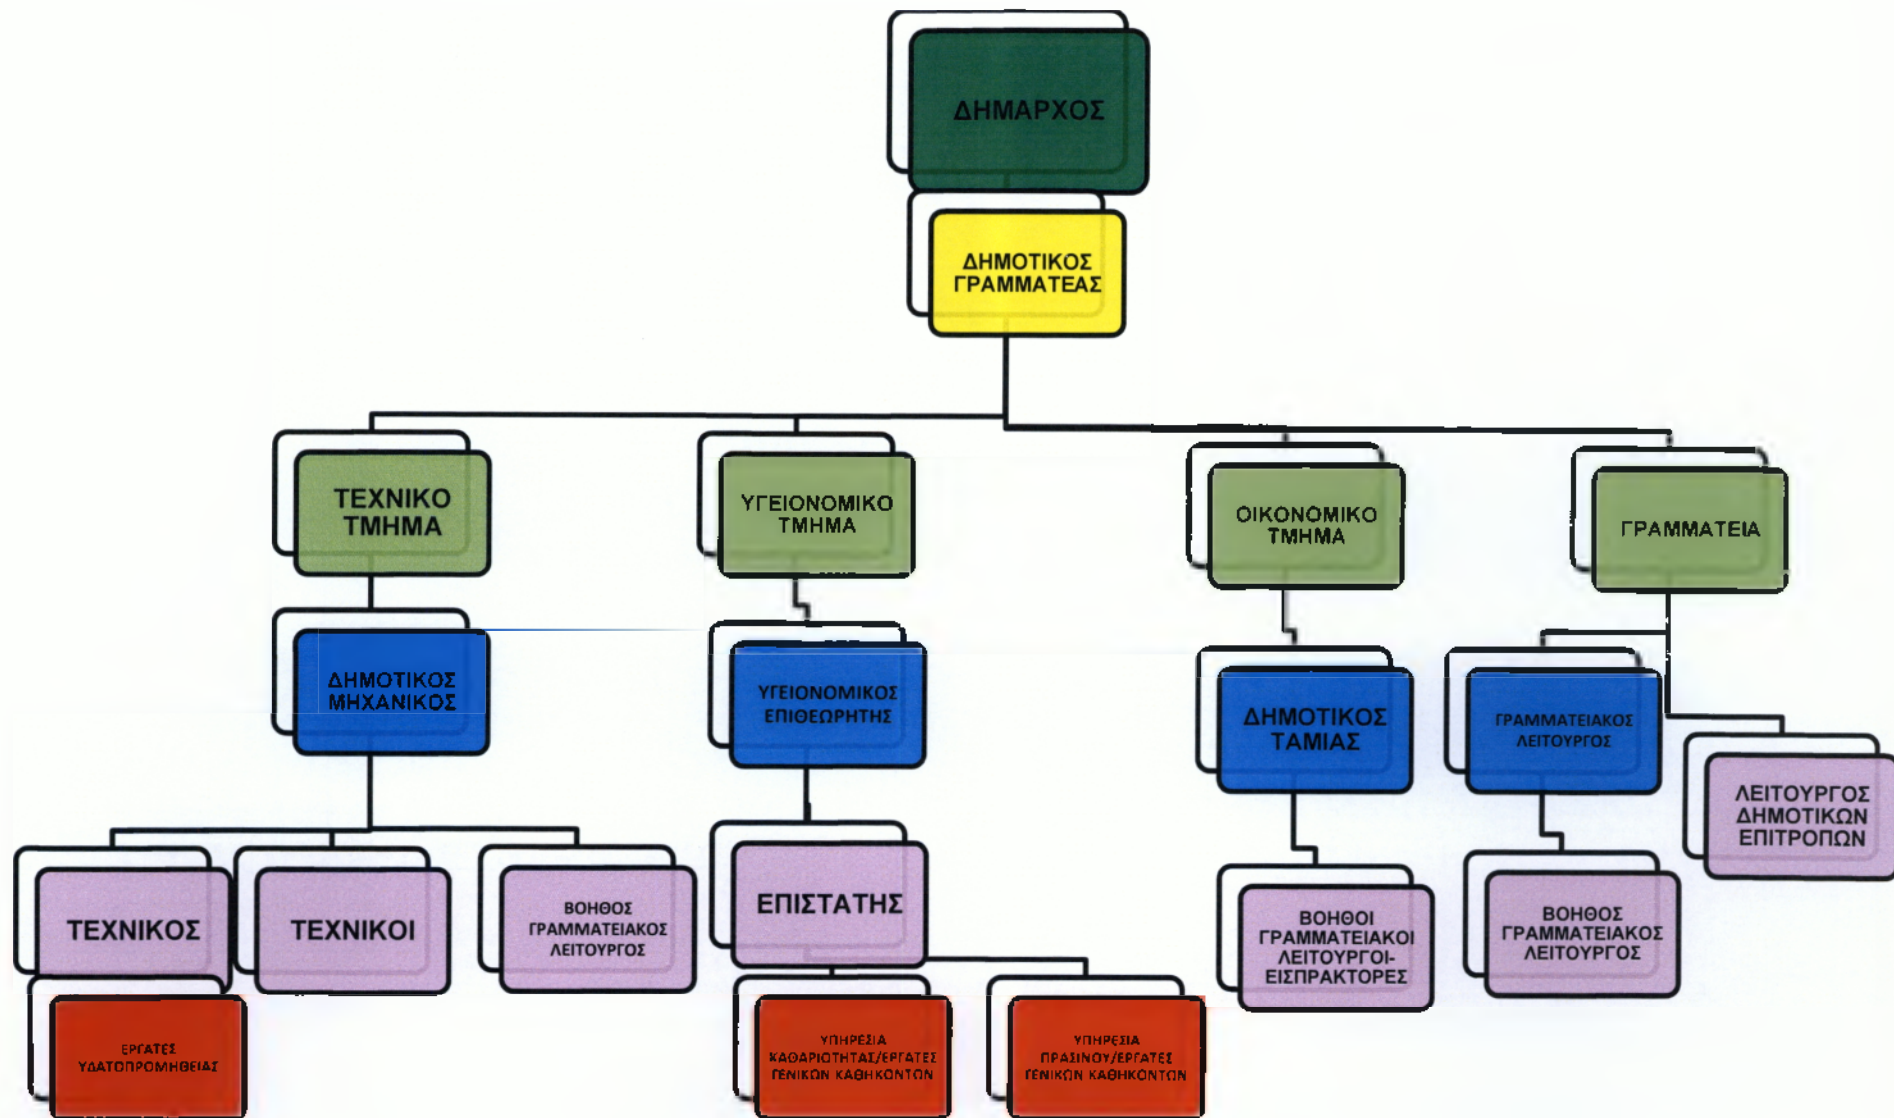 ΔΗΜΑΡΧΟΣ
ΔΗΜΟΤΙΚΟΣ
ΓΡΑΜΜΑΤΕΑΣ
ΤΕΧΝΙΚΟ
ΤΜΗΜΑ
ΥΓΕΙΟΝΟΜΙΚΟ
ΤΜΗΜΑ
ΟΙΚΟΝΟΜΙΚΟ
ΤΜΗΜΑ
ΓΡΑΜΜΑΤΕΙΑ
ΔΗΜΟΤΙΚΟΣ
ΜΗΧΑΝΙΚΟΣ
ΥΓΕΙΟΝΟΜΙΚΟΣ
ΕΠΙΘΕΩΡΗΤΗΣ
ΔΗΜΟΤΙΚΟΣ
ΤΑΜΙΑΣ
ΓΡΑΜΜΑΤΕΙΑΚΟΣ
ΛΕΙΤΟΥΡΓΟΣ
ΛΕΙΤΟΥΡΓΟΣ
ΔΗΜΟΤΙΚΩΝ
ΕΠΙΤΡΟΠΩΝ
ΤΕΧΝΙΚΟΣ
ΤΕΧΝΙΚΟΙ
ΒΟΗΘΟΣ
ΓΡΑΜΜΑΤΕΙΑΚΟΣ
ΛΕΙΤΟΥΡΓΟΣ
ΕΠΙΣΤΑΤΗΣ
ΒΟΗΘΟΙ
ΓΡΑΜΜΑΤΕΙΑΚΟΙ
ΛΕΙΤΟΥΡΓΟΙ-
ΕΙΣΠΡΑΚΤΟΡΕΣ
ΒΟΗΘΟΣ
ΓΡΑΜΜΑΤΕΙΑΚΟΣ
ΛΕΙΤΟΥΡΓΟΣ
ΕΡΓΑΤΕΣ
ΥΔΑΤΟΠΡΟΜΗΘΕΙΑΣ
ΥΠΗΡΕΣΙΑ
ΚΑΘΑΡΙΟΤΗΤΑΣ/ΕΡΓΑΤΕΣ
ΓΕΝΙΚΩΝ ΚΑΘΗΚΟΝΤΩΝ
ΥΠΗΡΕΣΙΑ
ΠΡΑΣΙΝΟΥ/ΕΡΓΑΤΕΣ
ΓΕΝΙΚΩΝ ΚΑΘΗΚΟΝΤΩΝ